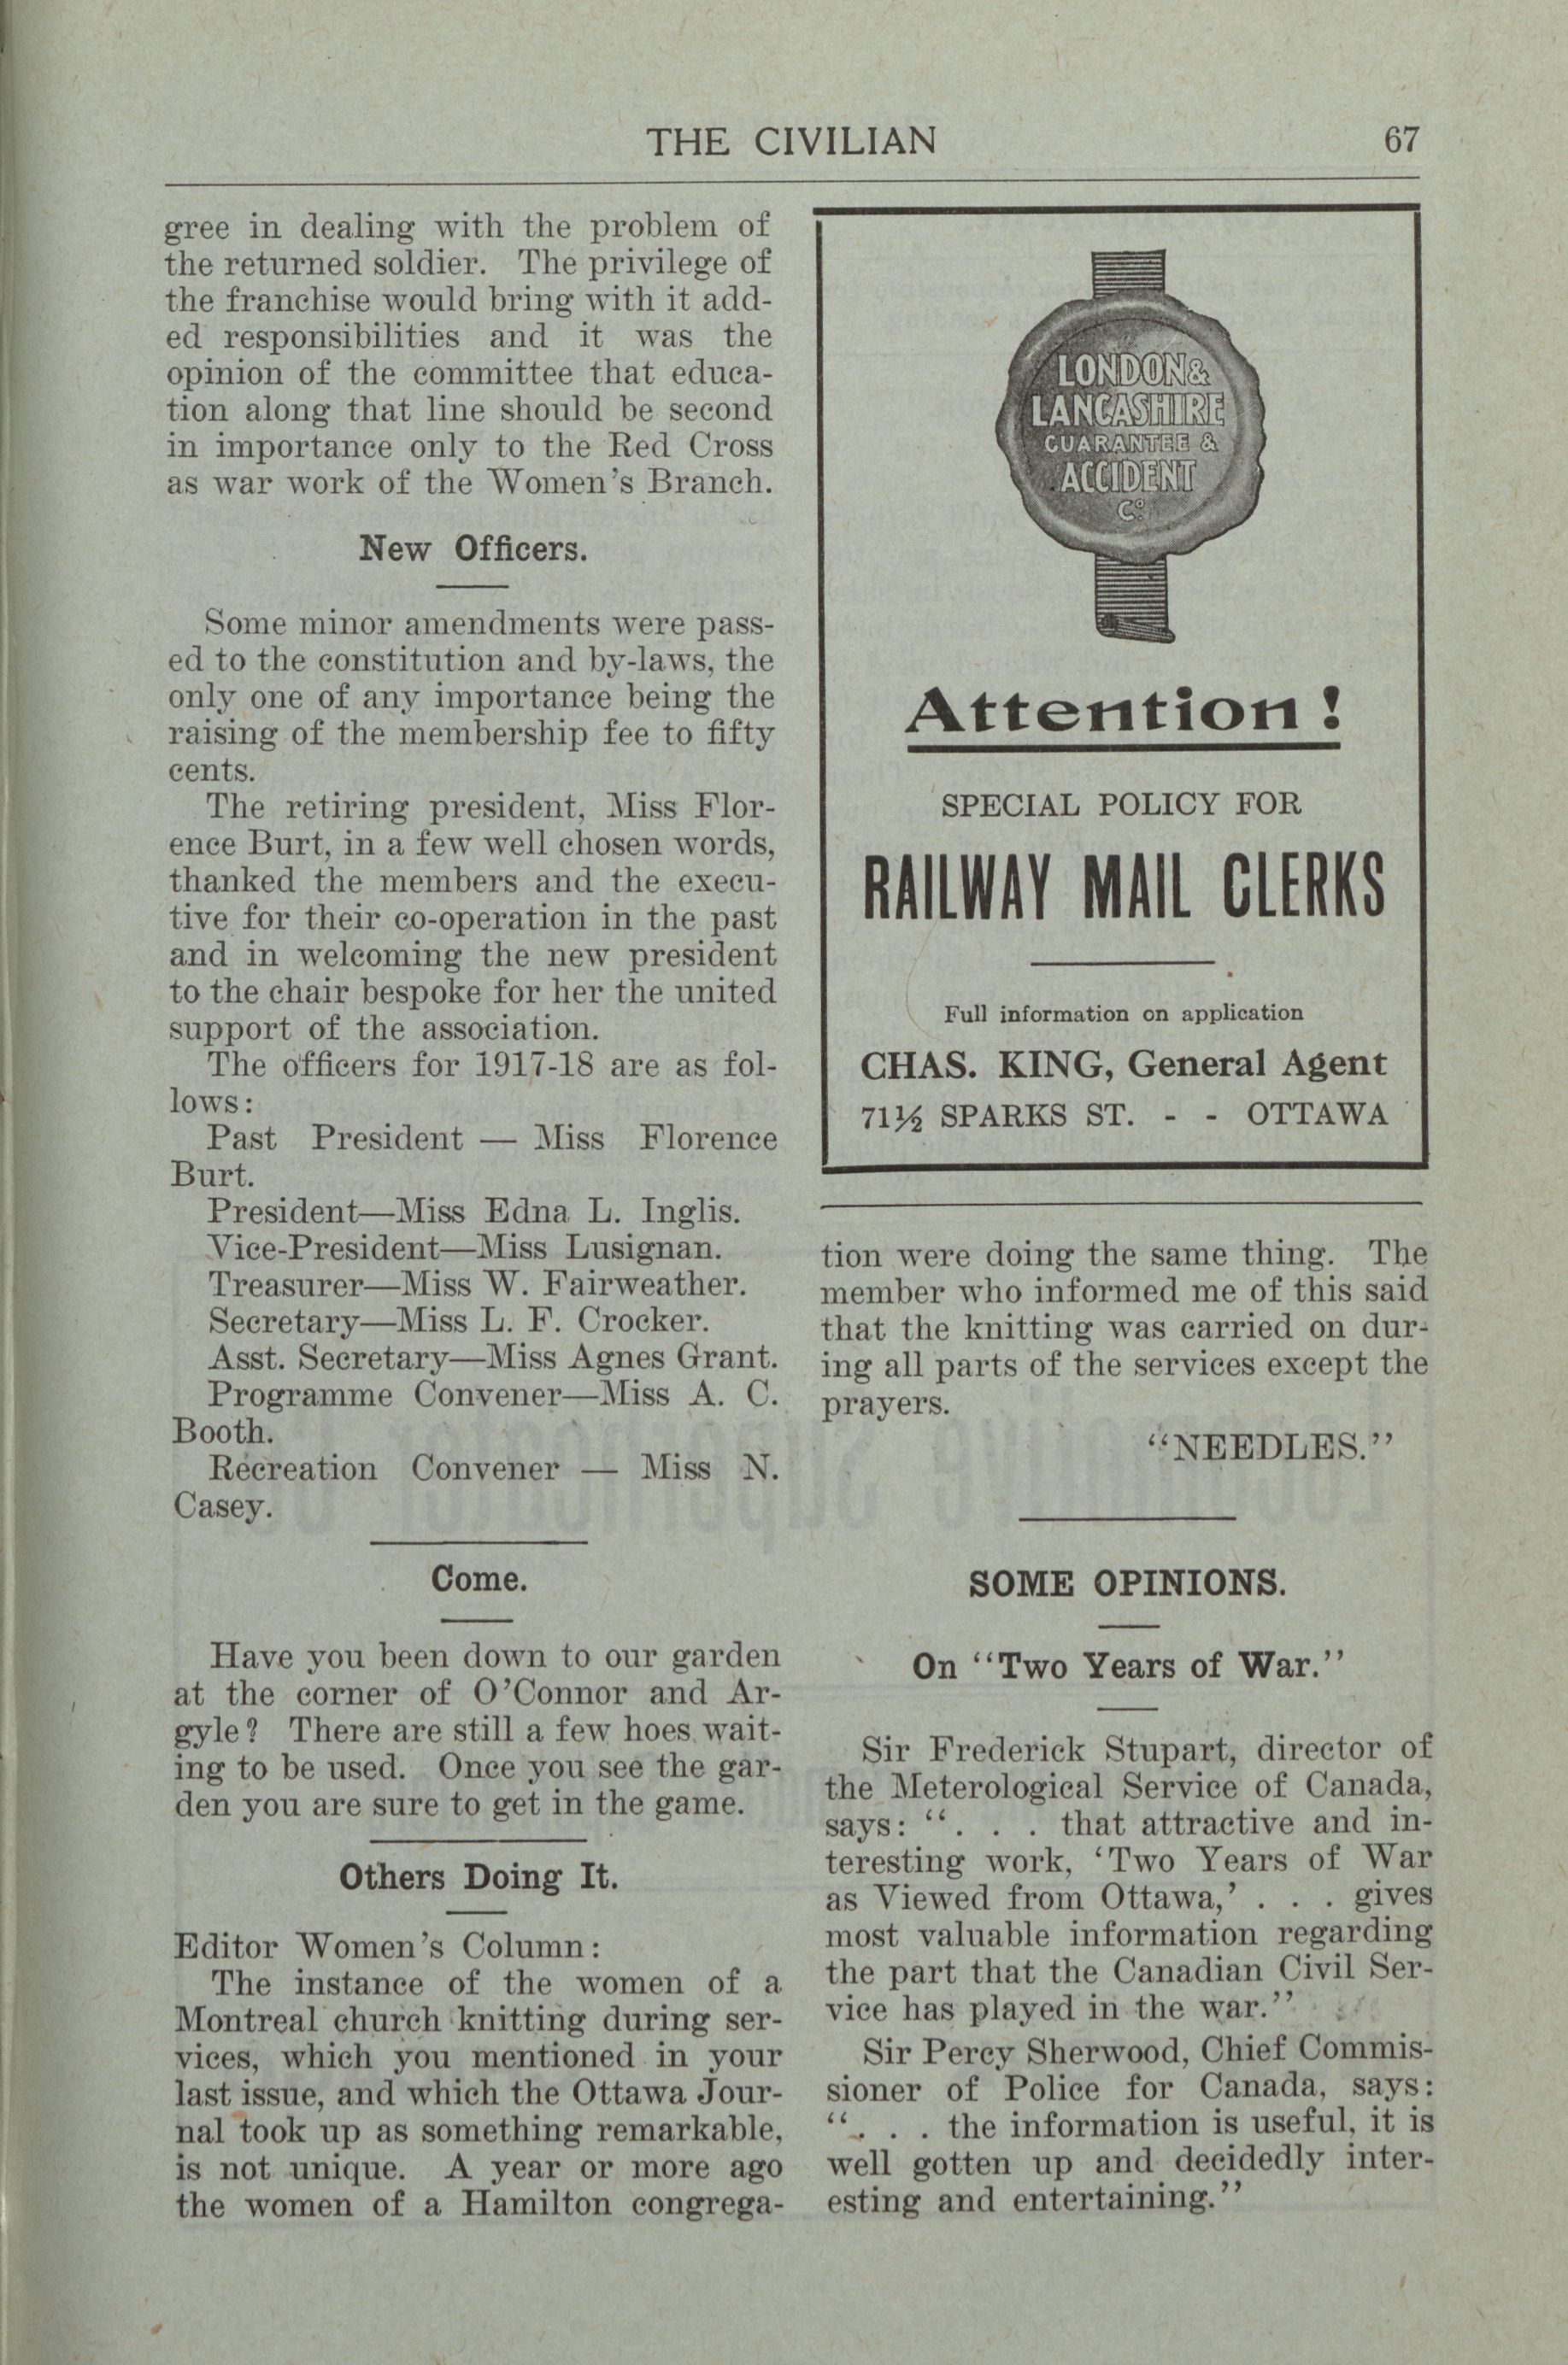 THE CIVILIAN
67
gree in dealing with the problem of
the returned soldier. The privilege of
the franchise would bring with it add-
ed responsibilities and it was the
opinion of the committee that educa-
tion along that line should be second
in importance only to the Red Cross
as war work of the Women's Branch.
New Officers.
Some minor amendments were pass-
ed to the constitution and by-laws, the
only one of any importance being the
raising of the membership fee to fifty
cents.
The retiring president, Miss Flor-
ence Burt, in a few well chosen words,
thanked the members and the execu-
tive for their co-operation in the past
and in welcoming the new president
to the chair bespoke for her the united
support of the association.
The officers for 1917-18 are as fol-
lows:
Past President — Miss Florence
Burt.
President—Miss Edna L. Inglis.
Vice-President—Miss Lusignan.
Treasurer—Miss W. Fairweather.
Secretary—Miss L. F. Crocker.
Asst. Secretary—Miss Agnes Grant.
Programme Convener—Miss A. C.
Booth.
Recreation Convener — Miss N.
Casey.
Come.
Have you been down to our garden
at the corner of O'Connor and Ar-
gyle? There are still a few hoes wait-
ing to be used. Once you see the gar-
den you are sure to get in the game.
Others Doing It.
Editor Women's Column:
The instance of the women of a
Montreal church knitting during ser-
vices, which you mentioned in your
last issue, and which the Ottawa Jour-
nal took up as something remarkable,
is not unique. A year or more ago
the women of a Hamilton congrega-
LONDON &
LANCASHIRE
GUARANTEE &
ACCIDENT
Co.
Attention!
SPECIAL POLICY FOR
RAILWAY MAIL CLERKS
Full information on application
CHAS. KING, General Agent
71½ SPARKS ST. - - OTTAWA
tion were doing the same thing. The
member who informed me of this said
that the knitting was carried on dur-
ing all parts of the services except the
prayers.
"NEEDLES."
SOME OPINIONS.
On "Two Years of War."
Sir Frederick Stupart, director of
the Meterological Service of Canada,
says: ". . . that attractive and in-
teresting work, 'Two Years of War
as Viewed from Ottawa,' . . . gives
most valuable information regarding
the part that the Canadian Civil Ser-
vice has played in the war."
Sir Percy Sherwood, Chief Commis-
sioner of Police for Canada, says:
". . . the information is useful, it is
well gotten up and decidedly inter-
esting and entertaining."